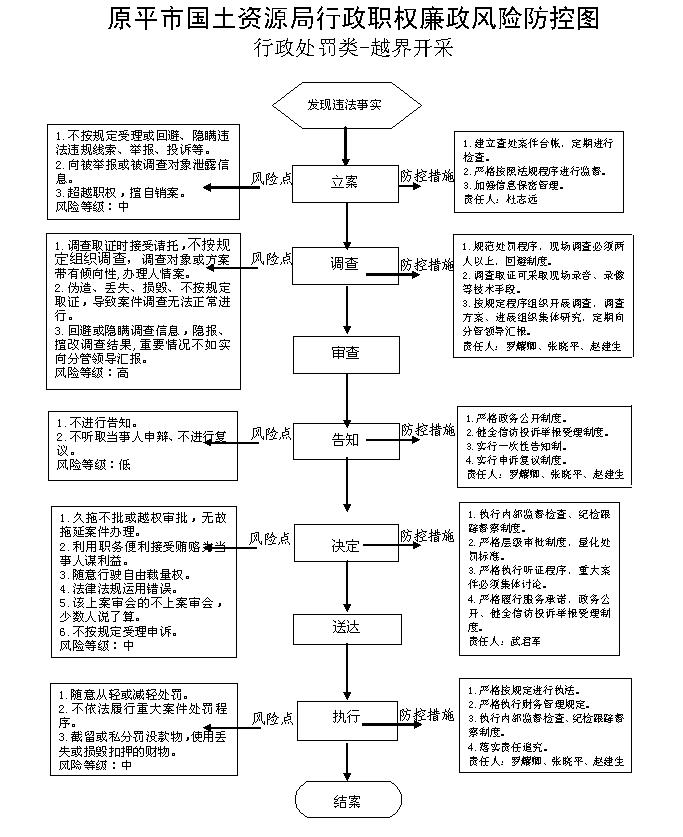 原平市国土资源局行政职权廉政风险防控图
行政处罚类-越界开采
发现违法事实
1.不按规定受理或回避、隐瞒违
法违规线索、举报、投诉等。
2.向被举报或被调查对象泄露信
息。
3.超越职权，擅自销案。
风险等级：中
风险点
立案
防控措施
1.建立查处案件台帐，定期进行
检查。
2.严格按照法规程序进行监督。
3.加强信息保密管理。
责任人：杜志远
1.调查取证时接受请托，不按规
定组织调查，调查对象或方案
带有倾向性，办理人情案。
2.伪造、丢失、损毁、不按规定
取证，导致案件调查无法正常进
行。
3.回避或隐瞒调查信息，隐报、
擅改调查结果，重要情况不如实
向分管领导汇报。
风险等级：高
风险点
调查
防控措施
1.规范处罚程序，现场调查必须两
人以上，回避制度。
2.调查取证可采取现场录音、录像
等技术手段。
3.按规定程序组织开展调查，调查
方案、进展组织集体研究，定期向
分管领导汇报。
责任人：罗耀卿、张晓平、赵建生
审查
1.不进行告知。
2.不听取当事人申辩、不进行复
议。
风险等级：低
风险点
告知
防控措施
1.严格政务公开制度。
2.健全信访投诉举报受理制度。
3.实行一次性告知制。
4.实行申诉复议制度。
责任人：罗耀卿、张晓平、赵建生
1.久拖不批或越权审批，无故
拖延案件办理。
2.利用职务便利接受贿赂为当
事人谋利益。
3.随意行驶自由裁量权。
4.法律法规运用错误。
5.该上案审会的不上案审会，
少数人说了算。
6.不按规定受理申诉。
风险等级：中
风险点
决定
防控措施
1.执行内部监督检查、纪检跟
踪督察制度。
2.严格层级审批制度，量化处
罚标准。
3.严格执行听证程序，重大案
件必须集体讨论。
4.严格履行服务承诺，政务公
开、健全信访投诉举报受理制
度。
责任人：武君军
送达
1.随意从轻或减轻处罚。
2.不依法履行重大案件处罚程
序。
3.截留或私分罚没款物，使用丢
失或损毁扣押的财物。
风险等级：中
风险点
执行
防控措施
1.严格按规定进行执法。
2.严格执行财务管理规定。
3.执行内部监督检查、纪检跟踪督
察制度。
4.落实责任追究。
责任人：罗耀卿、张晓平、赵建生
结案